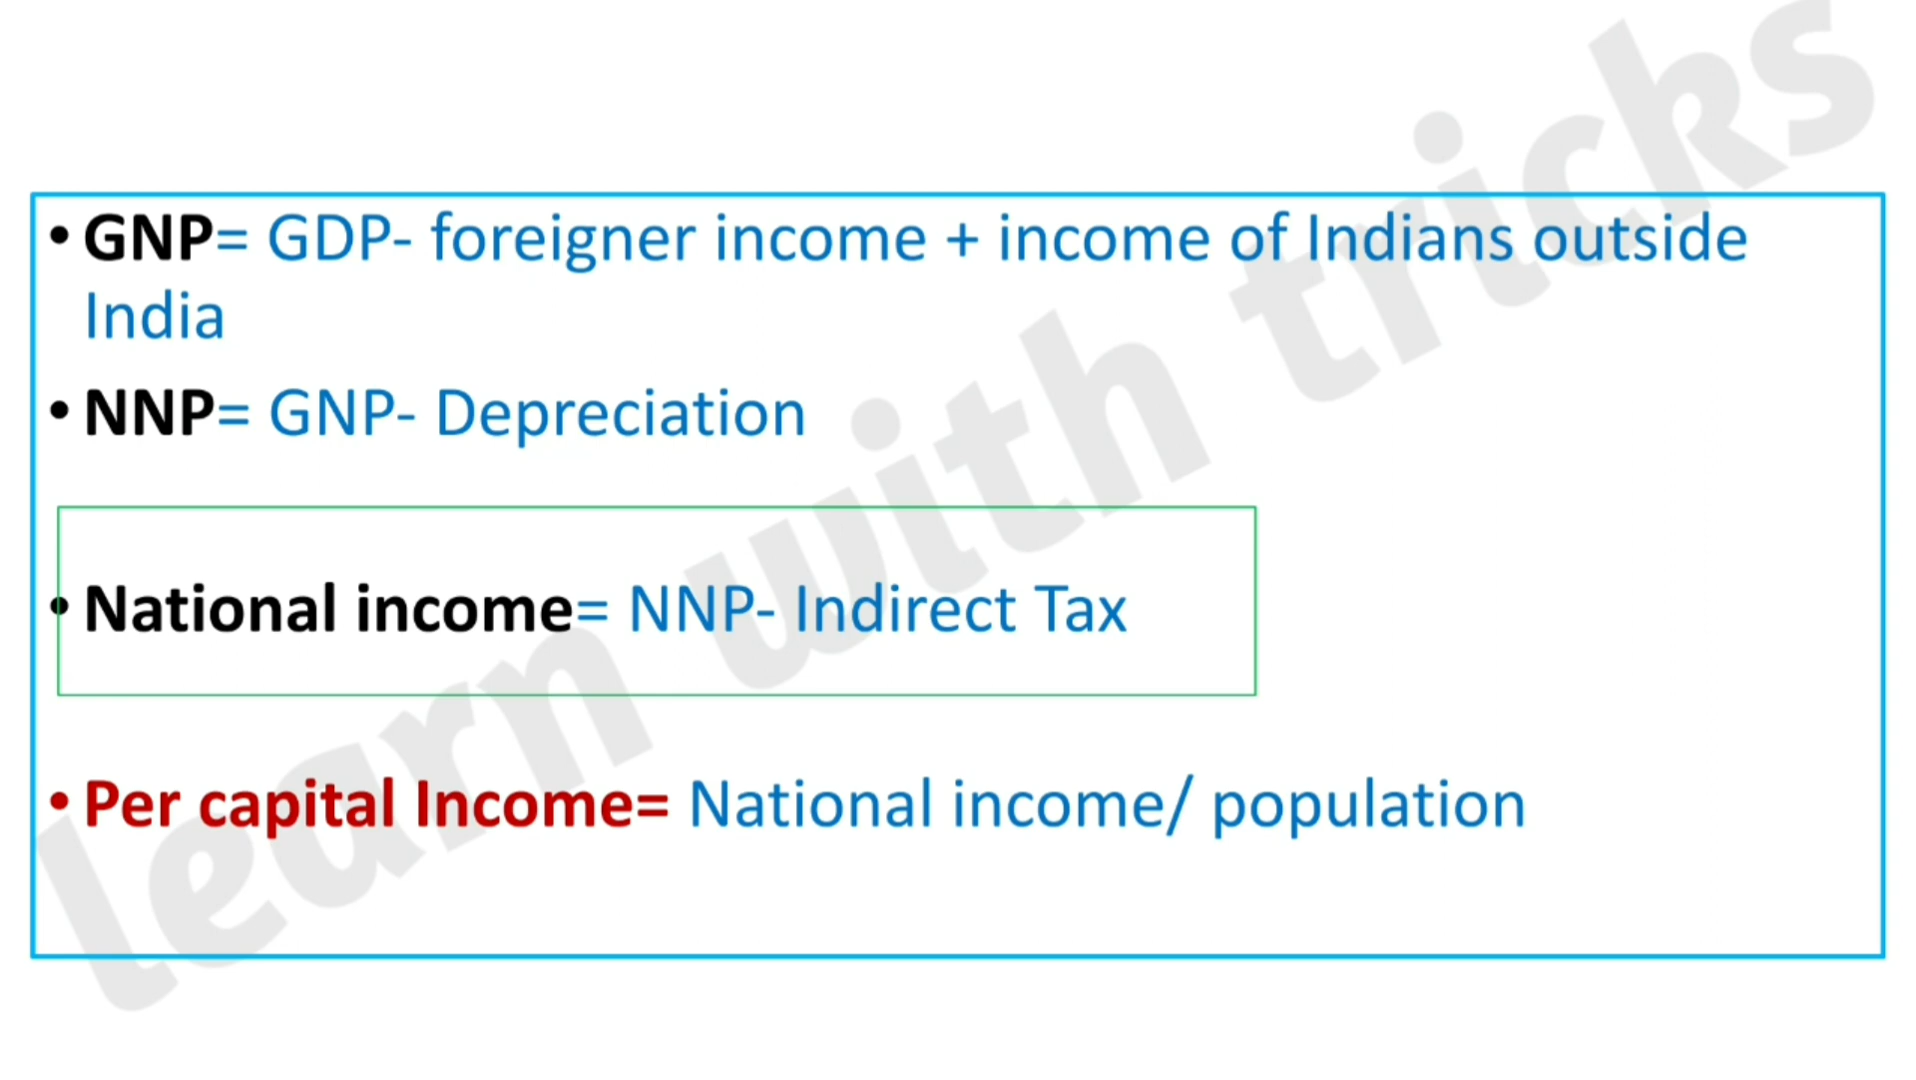 • GNP= GDP- foreigner income + income of Indians outside
India
• NNP= GNP- Depreciation
• National income= NNP- Indirect Tax
• Per capital Income= National income/ population
learn with tricks